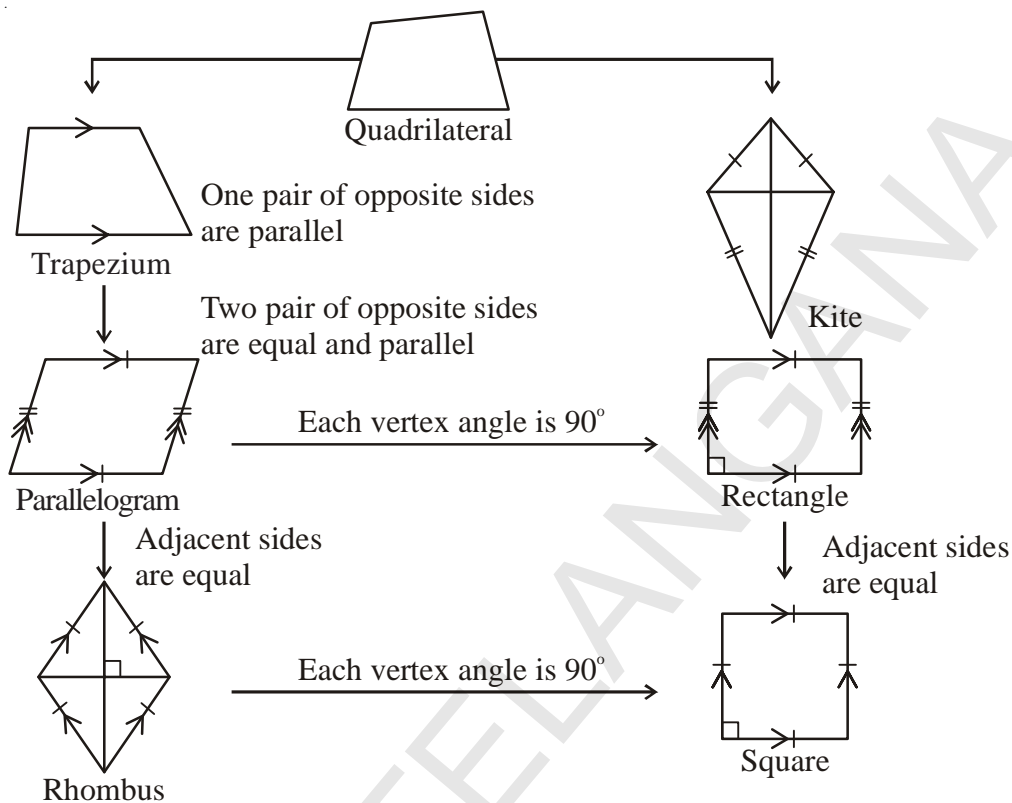 Quadrilateral
One pair of opposite sides
are parallel
Trapezium
Two pair of opposite sides
are equal and parallel
Kite
Each vertex angle is 90°
Parallelogram
Rectangle
Adjacent sides
are equal
Adjacent sides
are equal
Each vertex angle is 90°
Rhombus
Square
TELANGANA